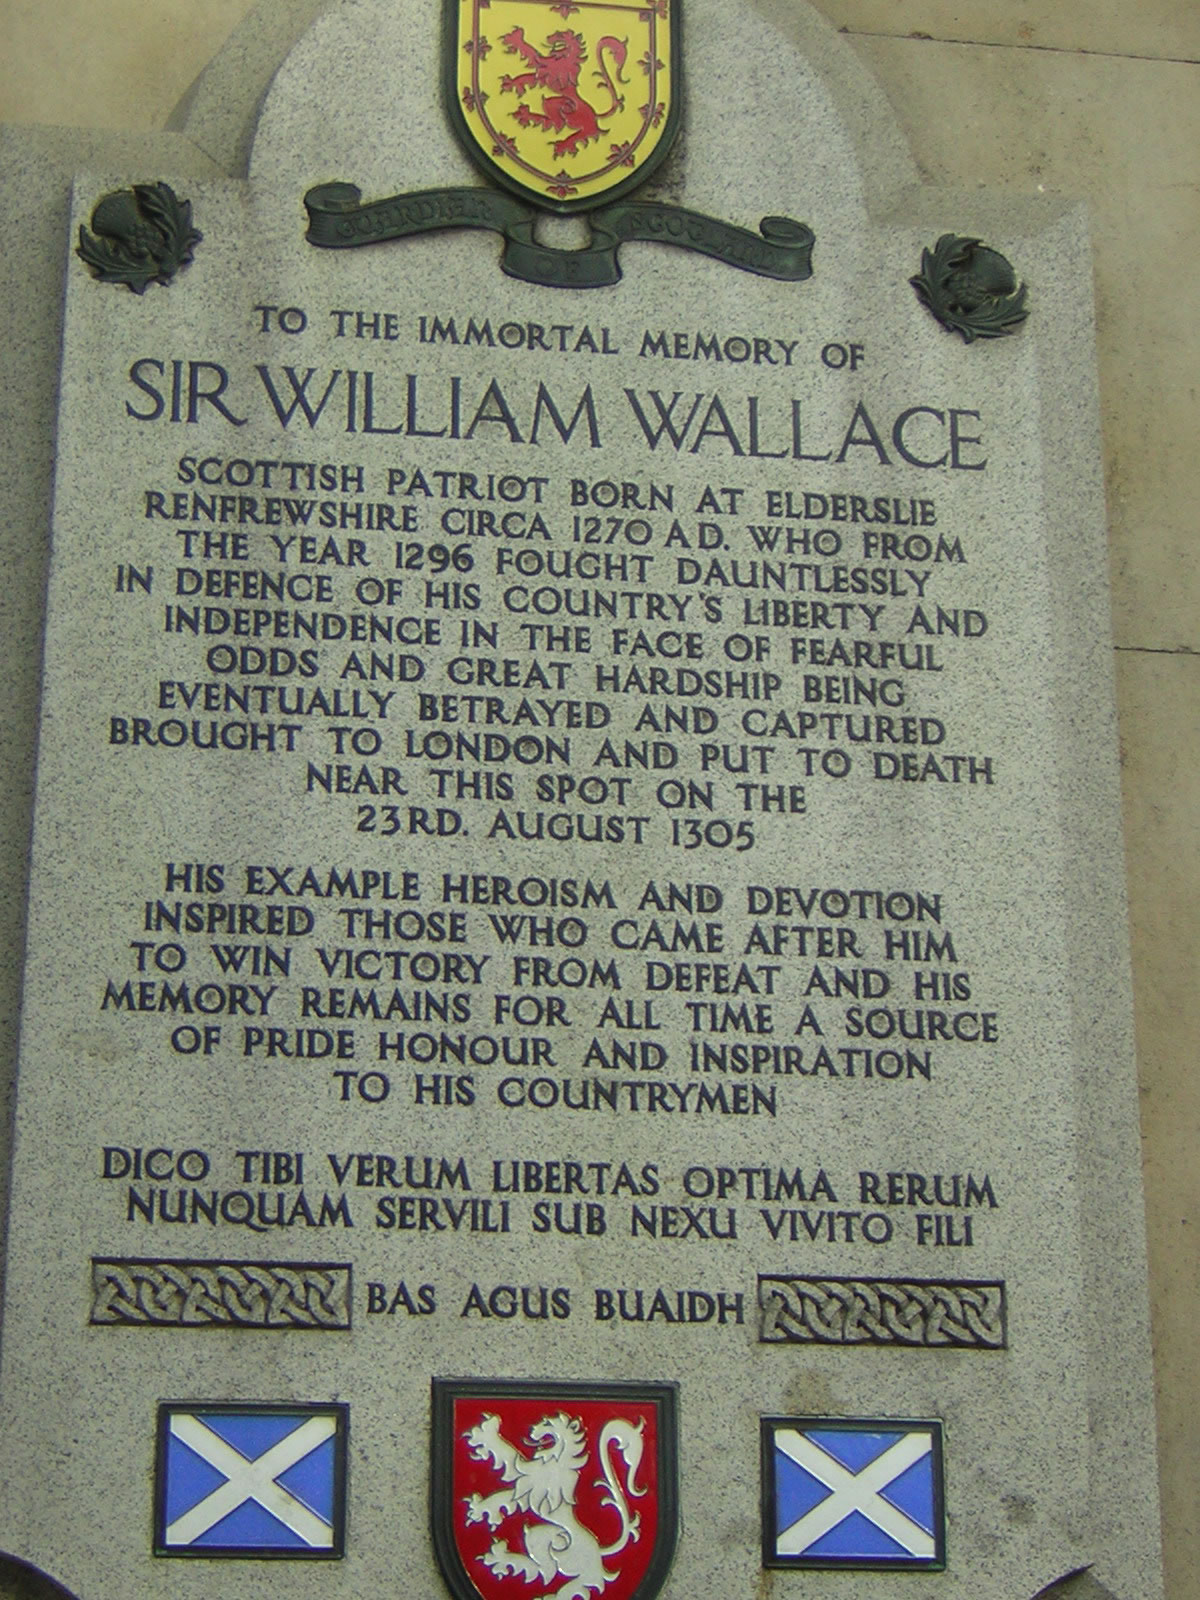 GUARDIAN OF SCOTLAND
TO THE IMMORTAL MEMORY OF
SIR WILLIAM WALLACE
SCOTTISH PATRIOT BORN AT ELDERSLIE
RENFREWSHIRE CIRCA 1270 A.D. WHO FROM
THE YEAR 1296 FOUGHT DAUNTLESSLY
IN DEFENCE OF HIS COUNTRY'S LIBERTY AND
INDEPENDENCE IN THE FACE OF FEARFUL
ODDS AND GREAT HARDSHIP BEING
EVENTUALLY BETRAYED AND CAPTURED
BROUGHT TO LONDON AND PUT TO DEATH
NEAR THIS SPOT ON THE
23RD. AUGUST 1305
HIS EXAMPLE HEROISM AND DEVOTION
INSPIRED THOSE WHO CAME AFTER HIM
TO WIN VICTORY FROM DEFEAT AND HIS
MEMORY REMAINS FOR ALL TIME A SOURCE
OF PRIDE HONOUR AND INSPIRATION
TO HIS COUNTRYMEN
DICO TIBI VERUM LIBERTAS OPTIMA RERUM
NUNQUAM SERVILI SUB NEXU VIVITO FILI
BAS AGUS BUAIDH